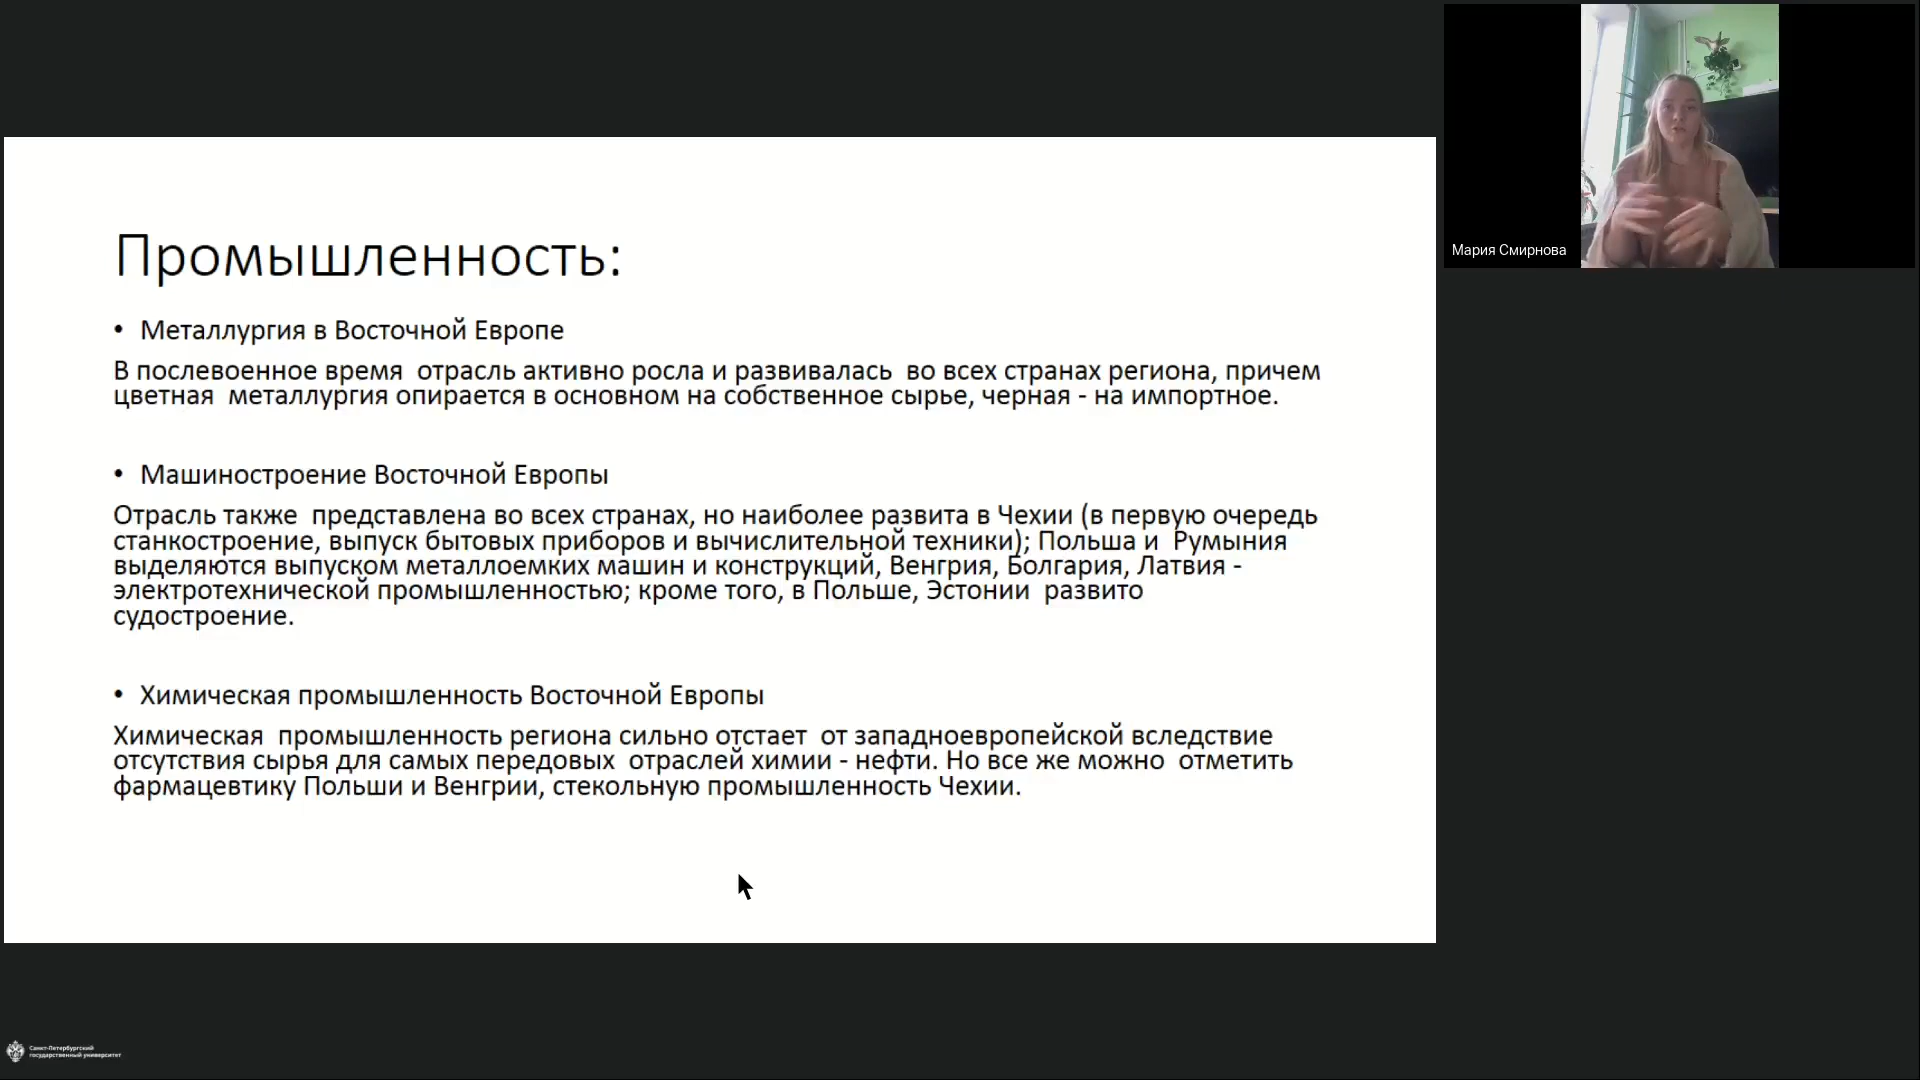 Промышленность:
• Металлургия в Восточной Европе
В послевоенное время отрасль активно росла и развивалась во всех странах региона, причем
цветная металлургия опирается в основном на собственное сырье, черная - на импортное.
• Машиностроение Восточной Европы
Отрасль также представлена во всех странах, но наиболее развита в Чехии (в первую очередь
станкостроение, выпуск бытовых приборов и вычислительной техники); Польша и Румыния
выделяются выпуском металлоемких машин и конструкций, Венгрия, Болгария, Латвия -
электротехнической промышленностью; кроме того, в Польше, Эстонии развито
судостроение.
• Химическая промышленность Восточной Европы
Химическая промышленность региона сильно отстает от западноевропейской вследствие
отсутствия сырья для самых передовых отраслей химии - нефти. Но все же можно отметить
фармацевтику Польши и Венгрии, стекольную промышленность Чехии.
Мария Смирнова
Санкт-Петербургский
государственный университет